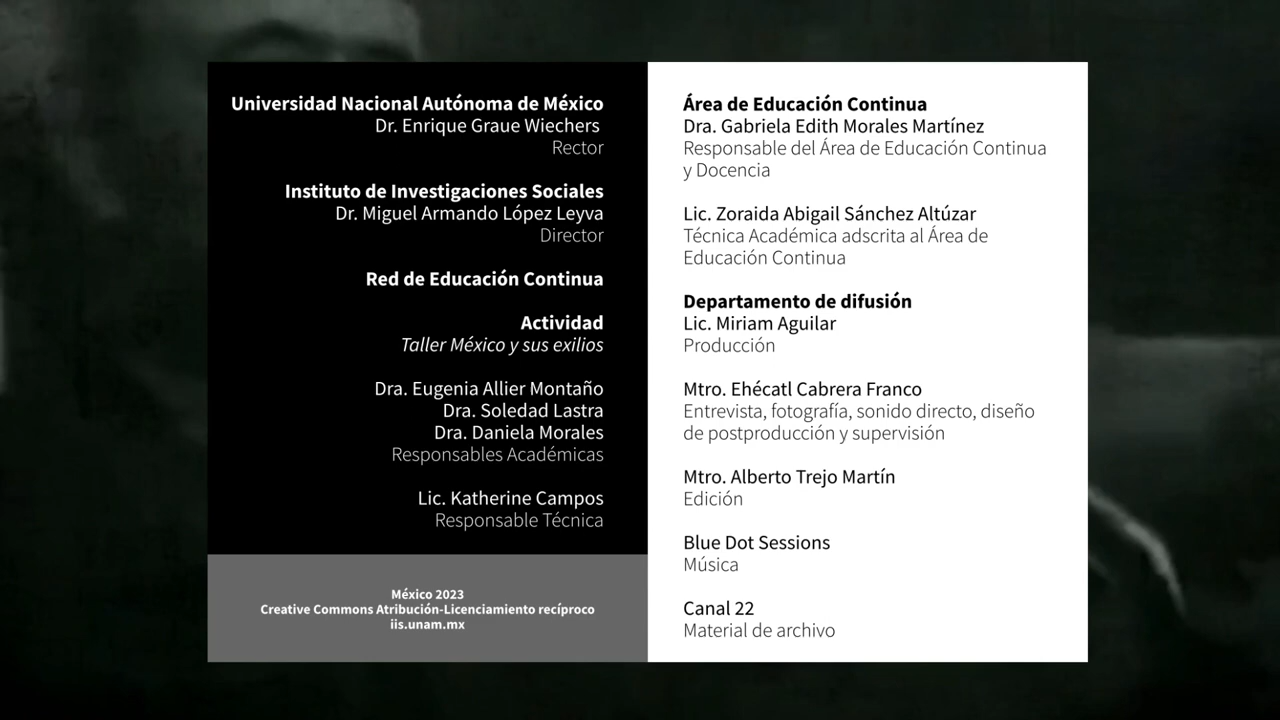 Universidad Nacional Autónoma de México
Dr. Enrique Graue Wiechers
Rector
Instituto de Investigaciones Sociales
Dr. Miguel Armando López Leyva
Director
Red de Educación Continua
Actividad
Taller México y sus exilios
Dra. Eugenia Allier Montaño
Dra. Soledad Lastra
Dra. Daniela Morales
Responsables Académicas
Lic. Katherine Campos
Responsable Técnica
México 2023
Creative Commons Atribución-Licenciamiento recíproco
iis.unam.mx
Área de Educación Continua
Dra. Gabriela Edith Morales Martínez
Responsable del Área de Educación Continua
y Docencia
Lic. Zoraida Abigail Sánchez Altúzar
Técnica Académica adscrita al Área de
Educación Continua
Departamento de difusión
Lic. Miriam Aguilar
Producción
Mtro. Ehécatl Cabrera Franco
Entrevista, fotografía, sonido directo, diseño
de postproducción y supervisión
Mtro. Alberto Trejo Martín
Edición
Blue Dot Sessions
Música
Canal 22
Material de archivo